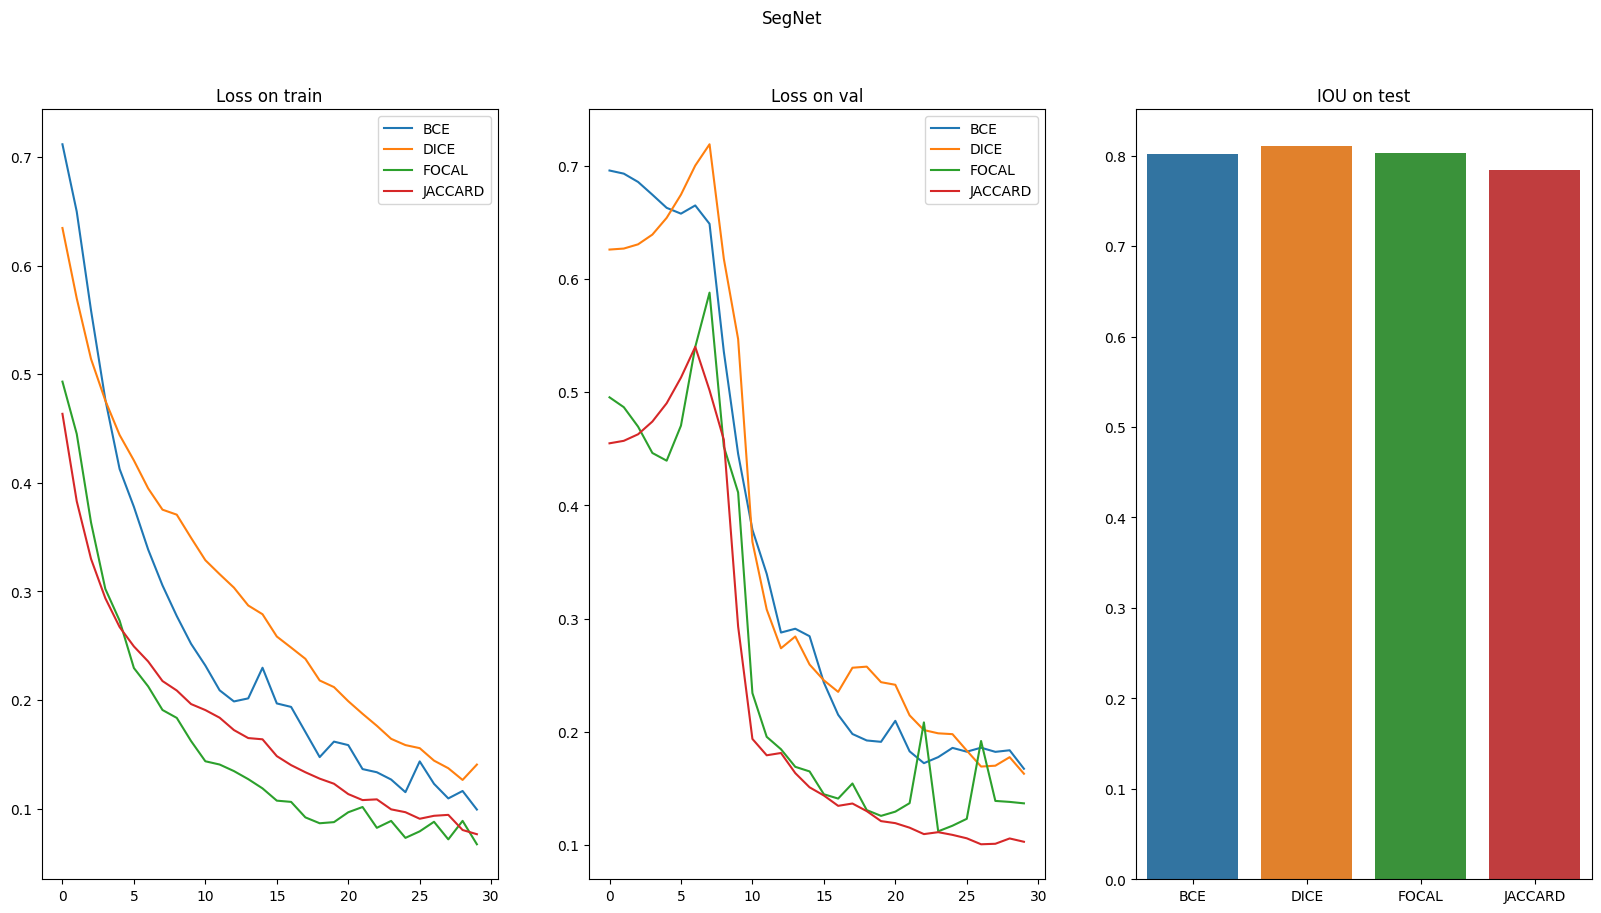 SegNet
Loss on train
BCE
DICE
FOCAL
JACCARD
0.7
0.6
0.5
0.4
0.3
0.2
0.1
0 5 10 15 20 25 30
Loss on val
BCE
DICE
FOCAL
JACCARD
0.7
0.6
0.5
0.4
0.3
0.2
0.1
0 5 10 15 20 25 30
IOU on test
0.8
0.7
0.6
0.5
0.4
0.3
0.2
0.1
0.0
BCE DICE FOCAL JACCARD